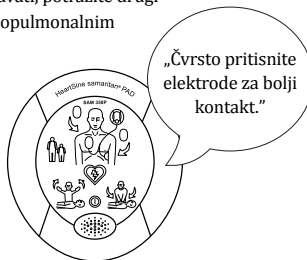 opulmonalnim
„Čvrsto pritisnite
elektrode za bolji
kontakt.”
HeartSine samaritan® PAD
SAM 350P